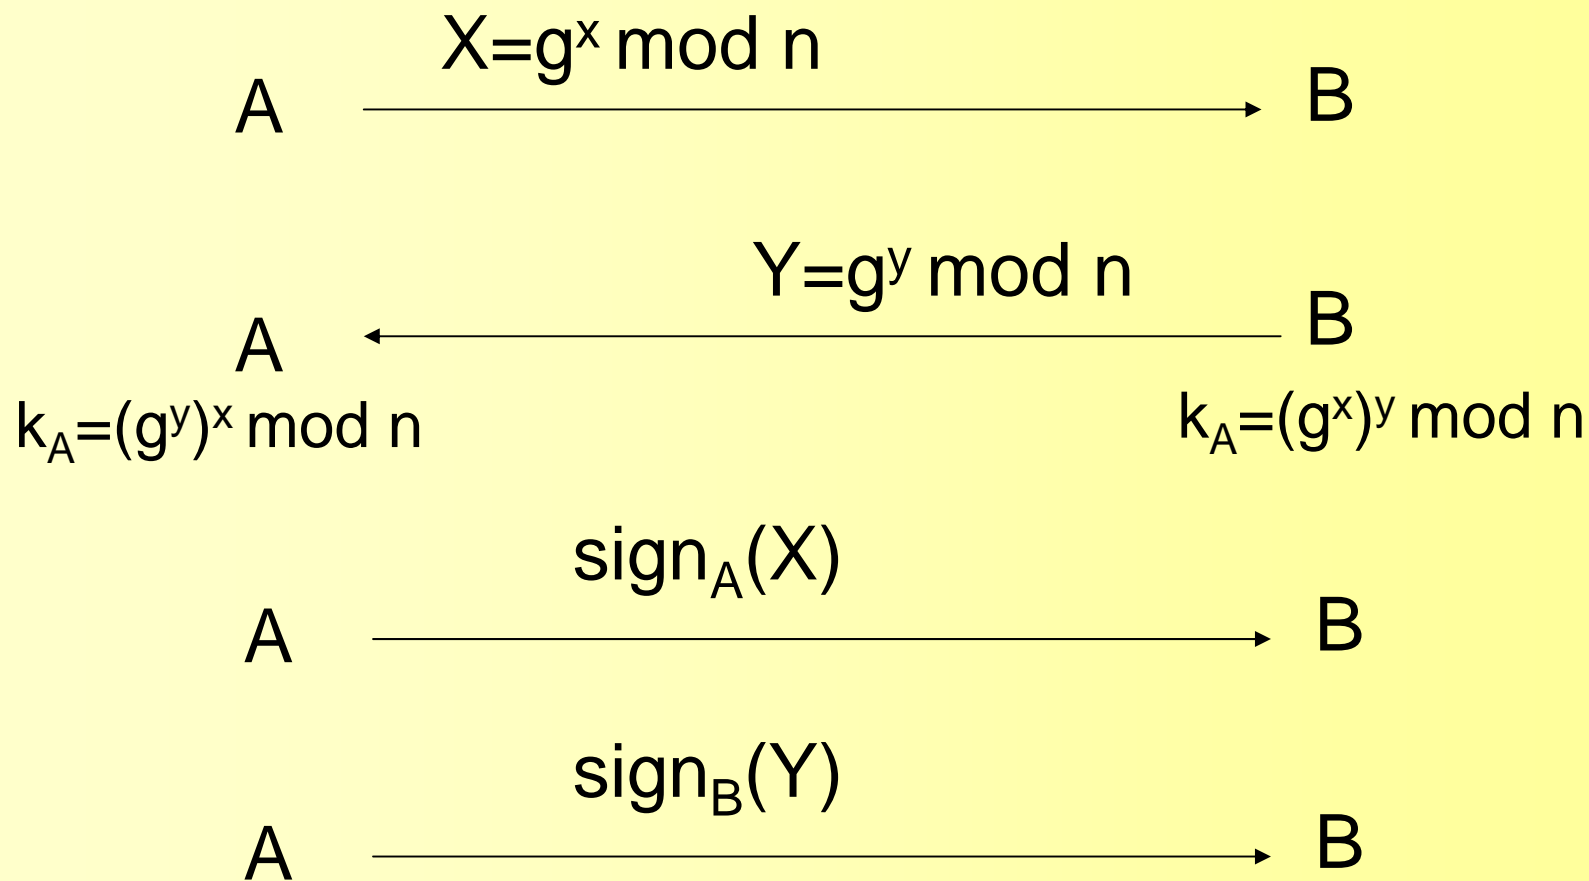 X=gˣ mod n
A B
Y=gʸ mod n
A B
k_A=(gʸ)ˣ mod n k_A=(gˣ)ʸ mod n
sign_A(X)
A B
sign_B(Y)
A B